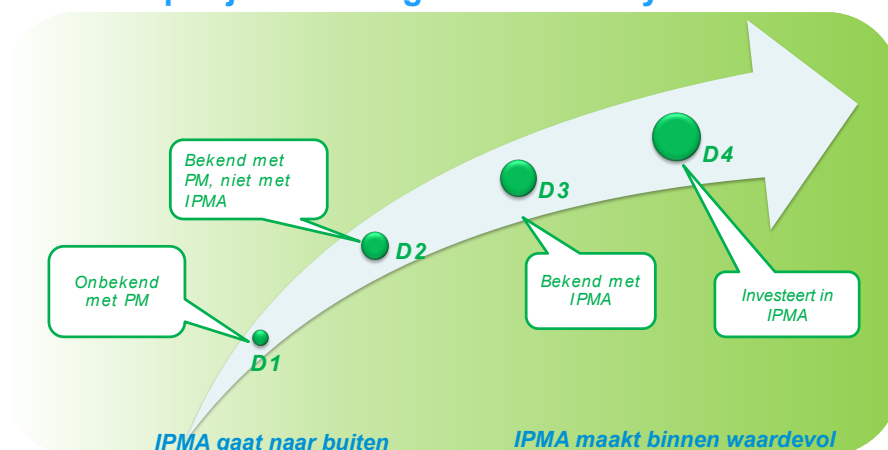 Bekend met
PM, niet met
IPMA
D4
D3
D2
Onbekend
met PM
Bekend met
IPMA
Investeert in
IPMA
D1
IPMA gaat naar buiten
IPMA maakt binnen waardevol